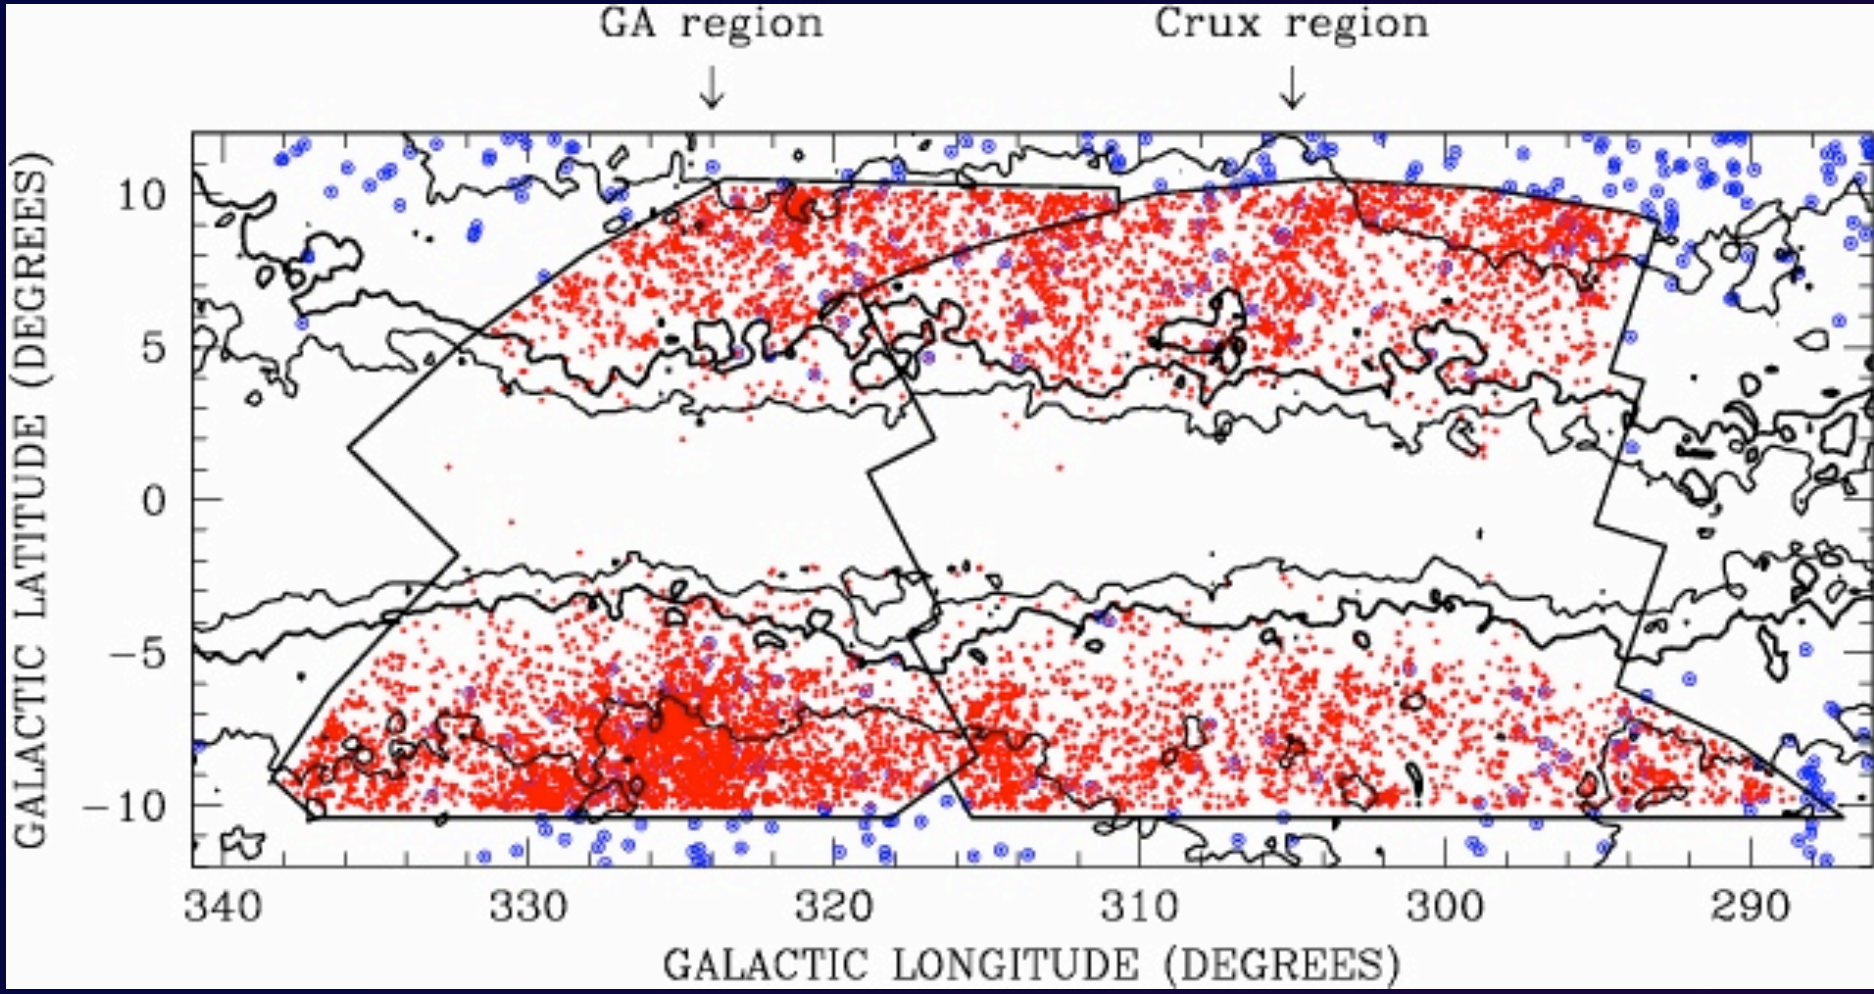 GA region
Crux region
GALACTIC LATITUDE (DEGREES)
10
5
0
−5
−10
340
330
320
310
300
290
GALACTIC LONGITUDE (DEGREES)